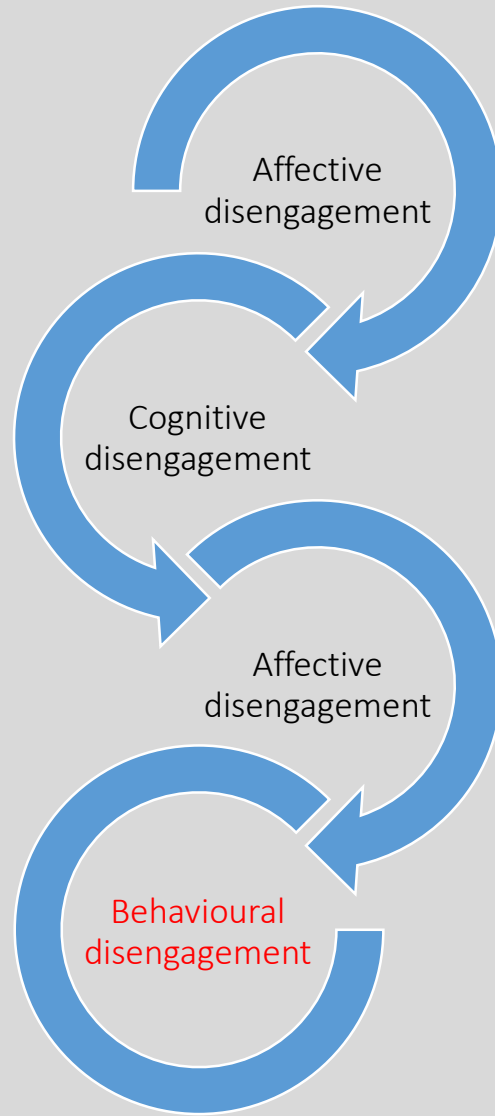 Affective
disengagement
Cognitive
disengagement
Affective
disengagement
Behavioural
disengagement